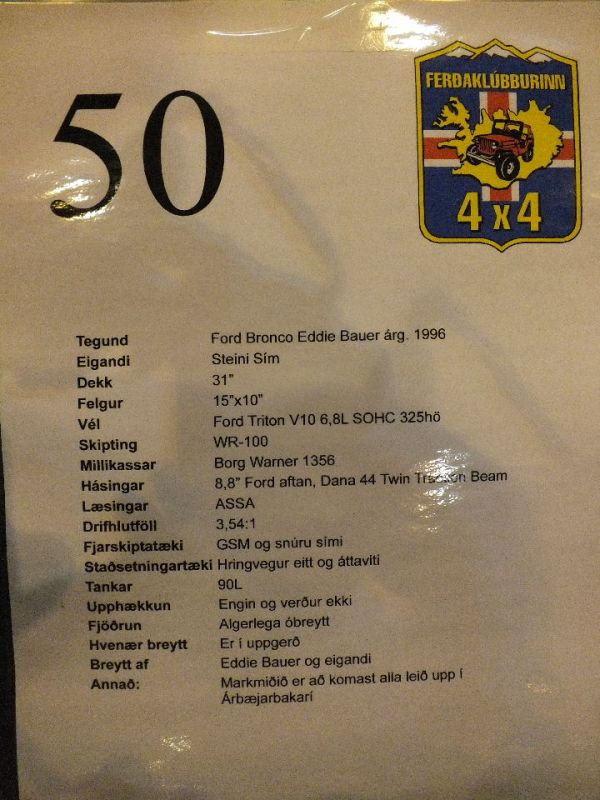 50
FERÐAKLÚBBURINN
4 x 4
Tegund Ford Bronco Eddie Bauer árg. 1996
Eigandi Steini Sím
Dekk 31”
Felgur 15”x10”
Vél Ford Triton V10 6,8L SOHC 325hö
Skipting WR-100
Millikassar Borg Warner 1356
Hásingar 8,8” Ford aftan, Dana 44 Twin Traction Beam
Læsingar ASSA
Drifhlutföll 3,54:1
Fjarskiptatæki GSM og snúru sími
Staðsetningartæki Hringvegur eitt og áttaviti
Tankar 90L
Upphækkun Engin og verður ekki
Fjöðrun Algerlega óbreytt
Hvenær breytt Er í uppgerð
Breytt af Eddie Bauer og eigandi
Annað: Markmiðið er að komast alla leið upp í
Árbæjarbakarí